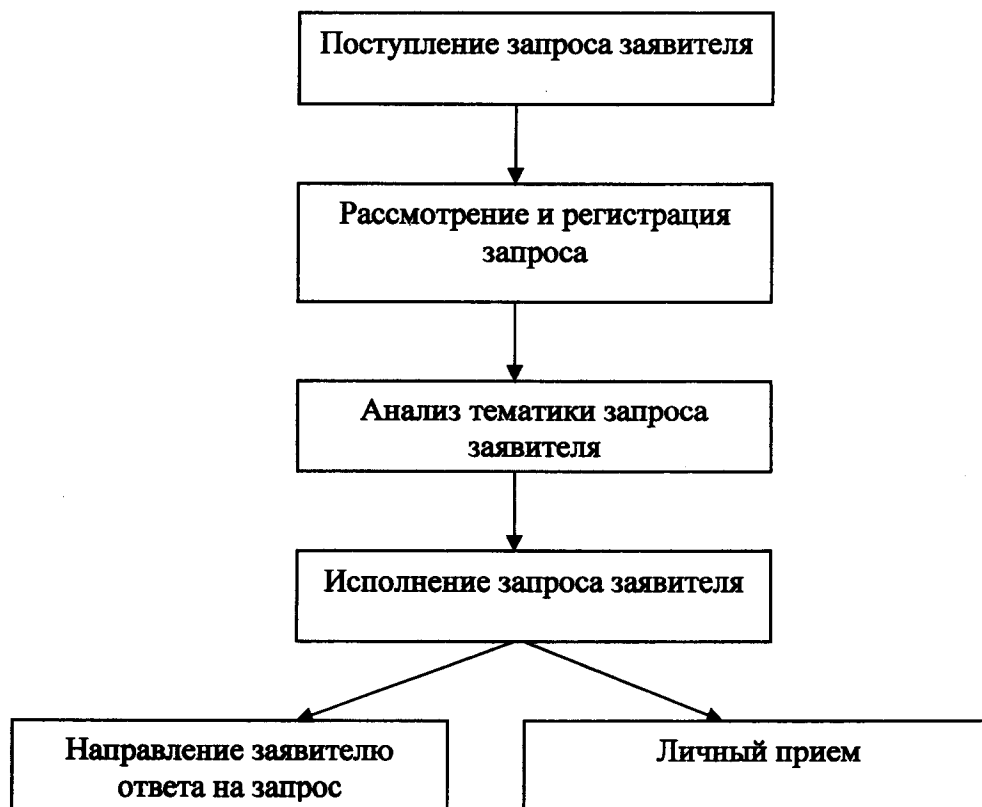 Поступление запроса заявителя
Рассмотрение и регистрация
запроса
Анализ тематики запроса
заявителя
Исполнение запроса заявителя
Направление заявителю
ответа на запрос
Личный прием